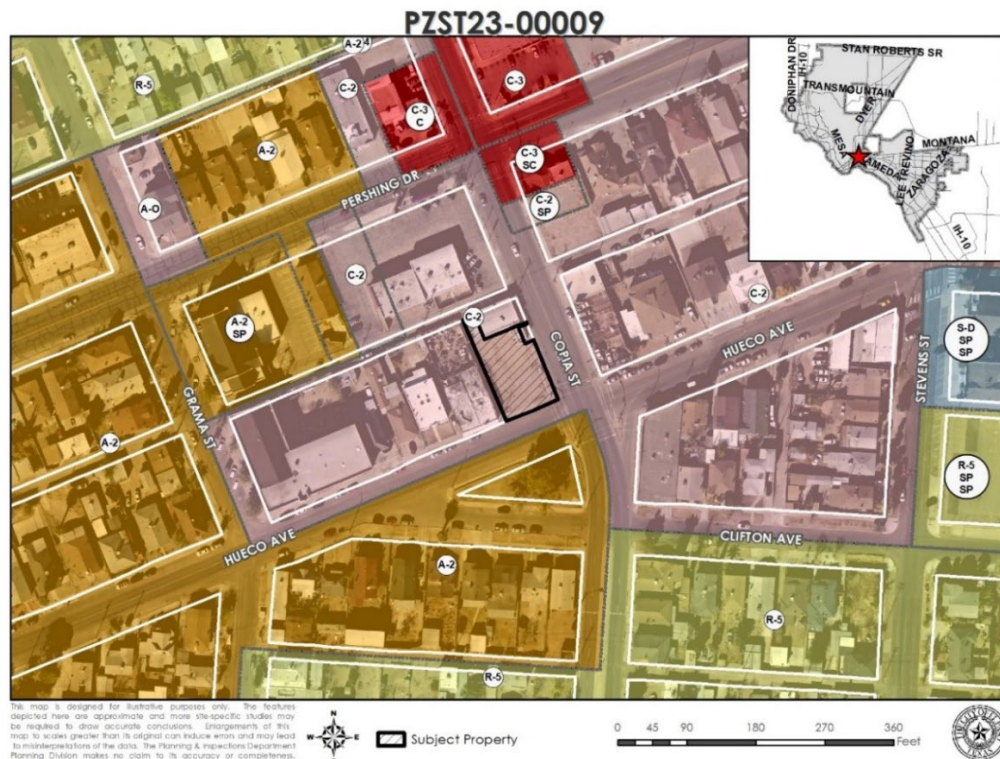 PZST23-00009
A-2
R-5
C-2
C-3
C
C-3
A-2
C-3
SC
C-2
SP
A-O
PERSHING DR
C-2
C-2
C-2
A-2
SP
COPIA ST
HUECO AVE
STEVENS ST
S-D
SP
SP
GRAMA ST
A-2
R-5
SP
SP
HUECO AVE
CLIFTON AVE
A-2
R-5
R-5
STAN ROBERTS SR
DONIPHAN DR
IH-10
TRANSMOUNTAIN
DYER
MESA
MONTANA
LEE TREVINO
ZARAGOZA
IH-10
This map is designed for illustrative purposes only. The features
depicted here are approximate and more site-specific studies may
be required to draw accurate conclusions. Enlargements of this
map to scales greater than its original can induce errors and may lead
to misinterpretations of the data. The Planning & Inspections Department
Planning Division makes no claim to its accuracy or completeness.
N
W
E
S
Subject Property
0 45 90 180 270 360
Feet